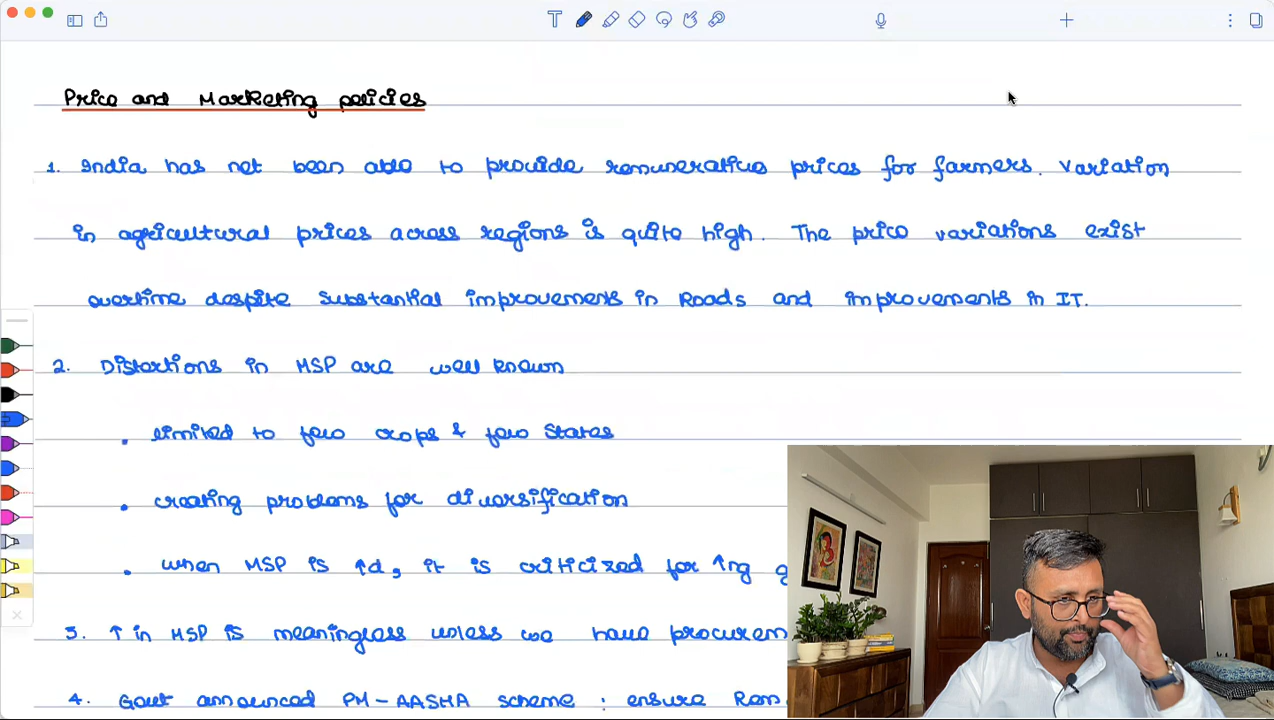 Price and Marketing policies
1. India has not been able to provide remunerative prices for farmers. Variation
in agricultural prices across regions is quite high. The price variations exist
overtime despite substantial improvements in Roads and improvements in IT.
2. Distortions in MSP are well known
• limited to few crops & few States
• creating problems for diversification
• when MSP is ↑d, it is criticized for ↑ng
3. ↑ in MSP is meaningless unless we have procurem
4. Govt announced PM-AASHA scheme : ensure Rem